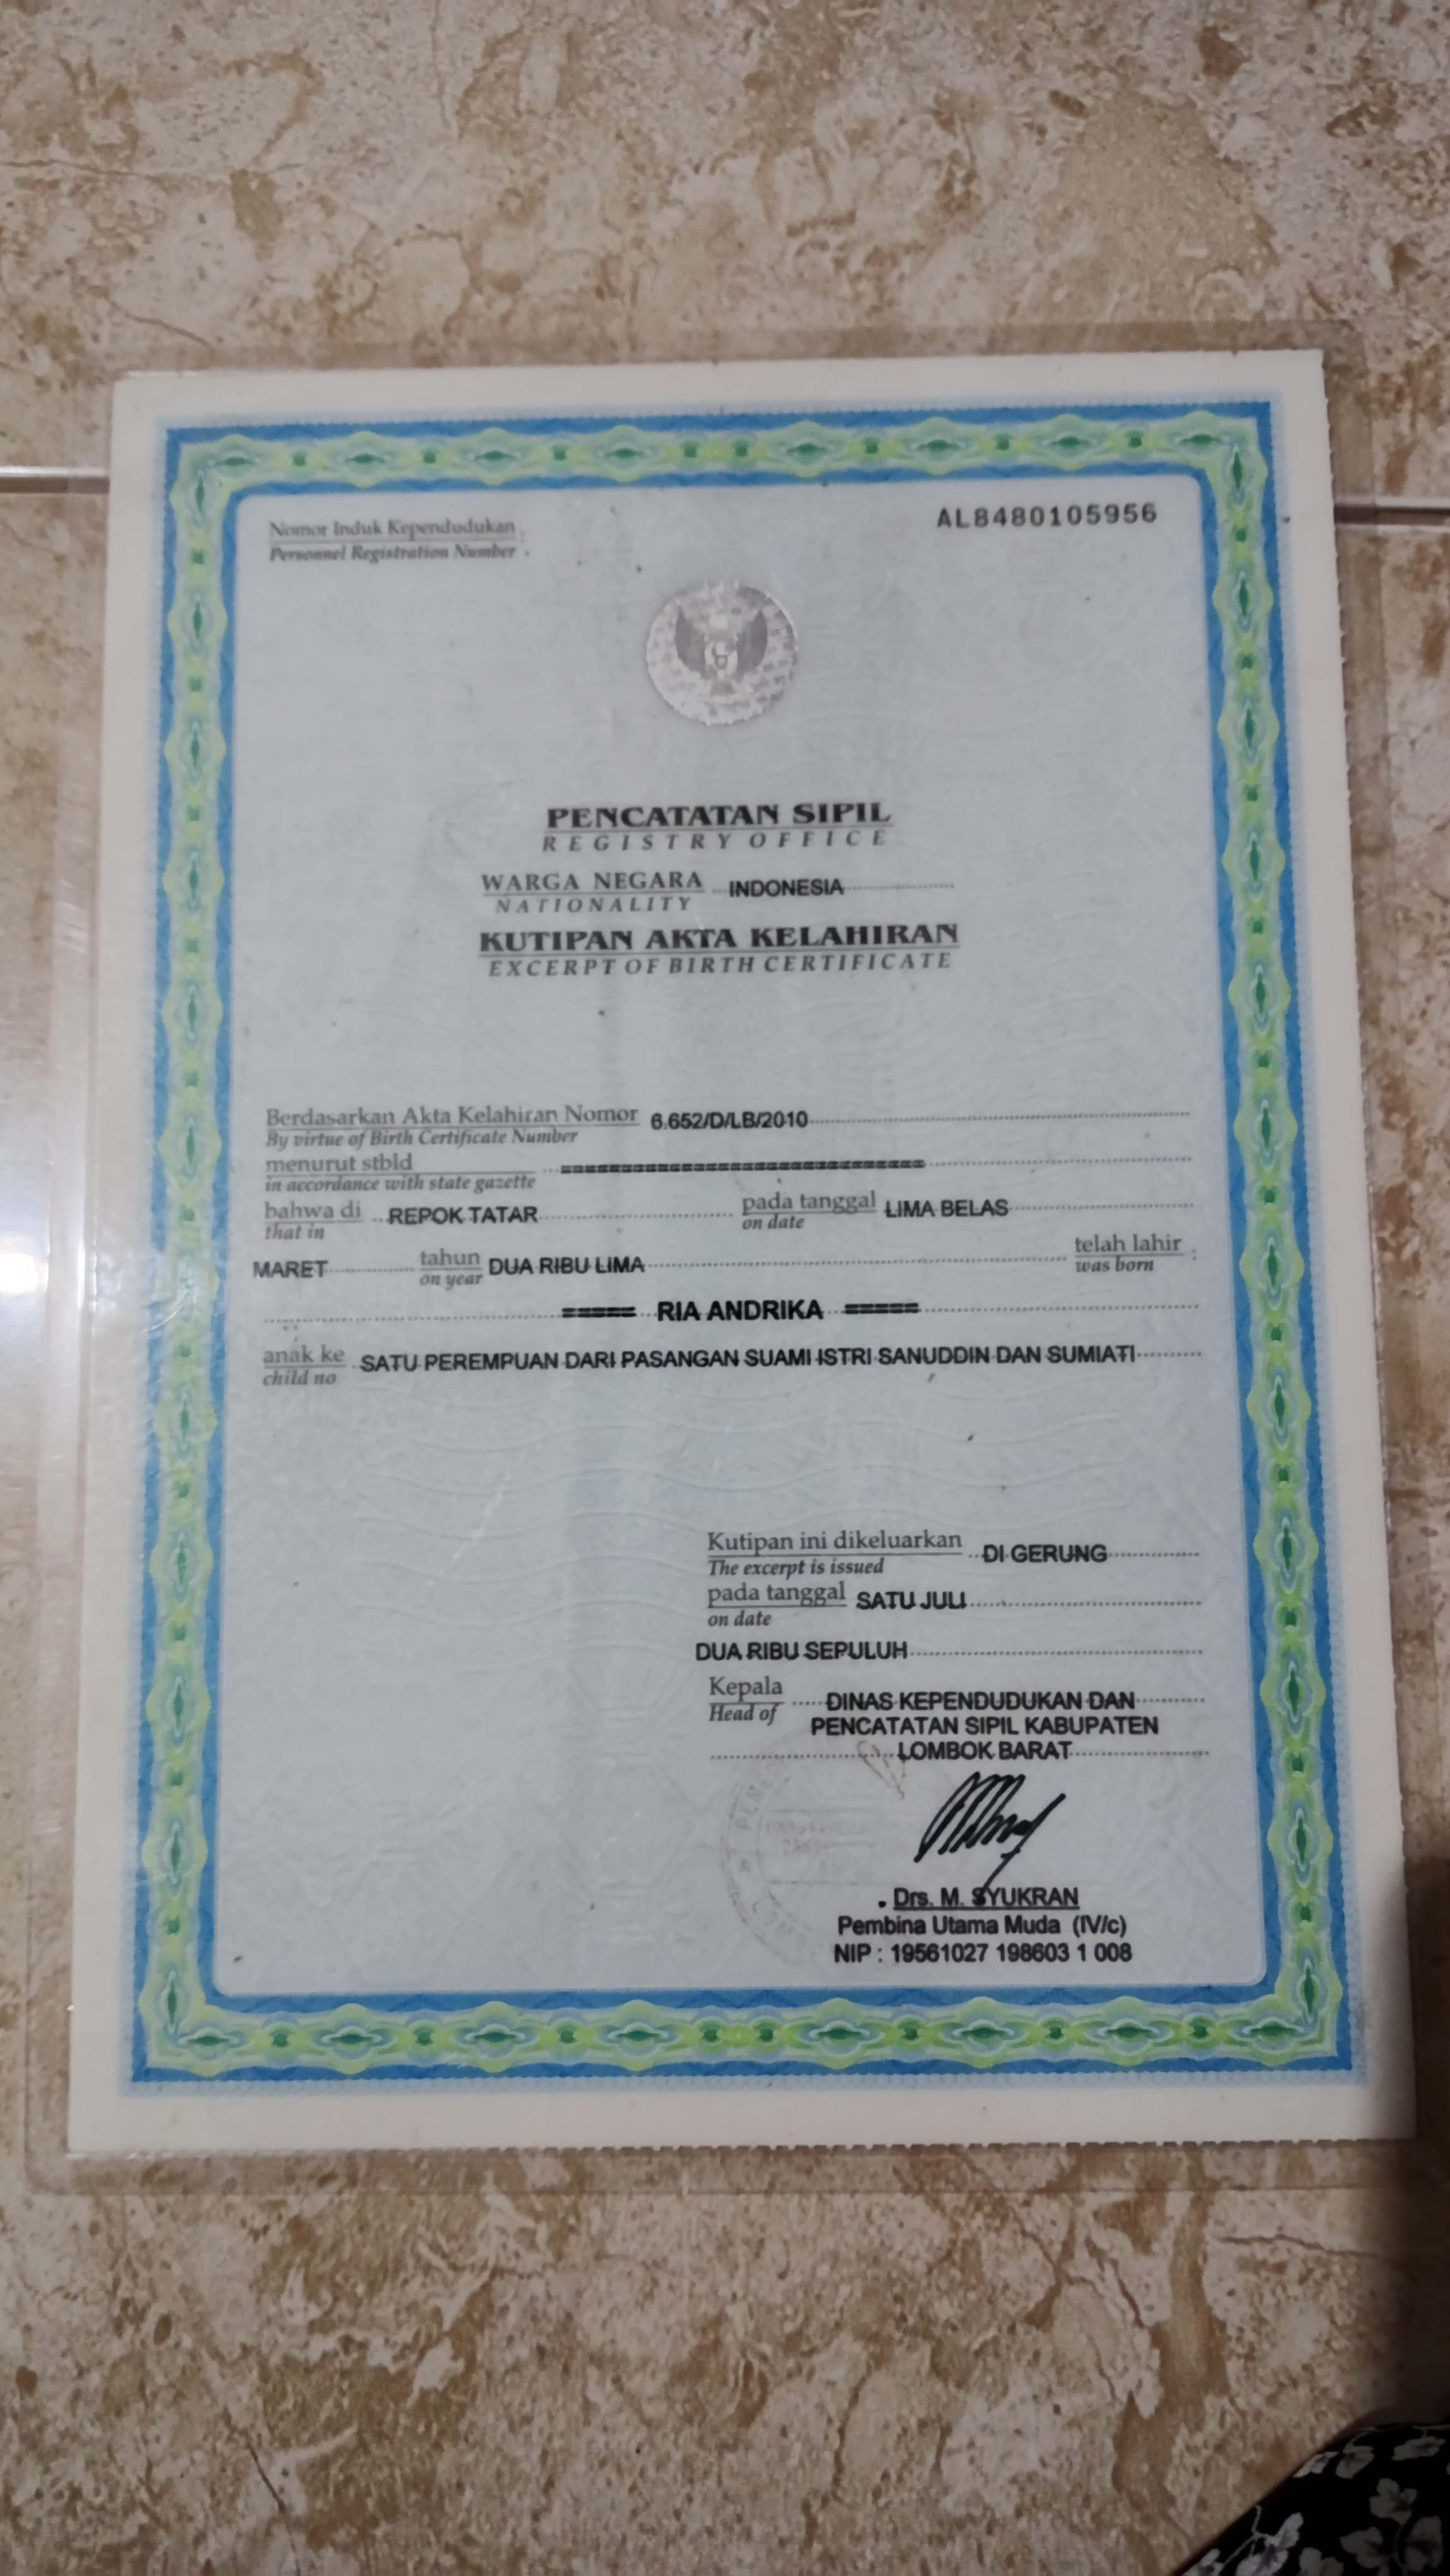 Nomor Induk Kependudukan :
Personnel Registration Number
AL8480105956
PENCATATAN SIPIL
REGISTRY OFFICE
WARGA NEGARA INDONESIA
NATIONALITY
KUTIPAN AKTA KELAHIRAN
EXCERPT OF BIRTH CERTIFICATE
Berdasarkan Akta Kelahiran Nomor 6.652/D/LB/2010
By virtue of Birth Certificate Number
menurut stbld ==============================
in accordance with state gazette
bahwa di REPOK TATAR pada tanggal LIMA BELAS
that in on date
MARET tahun DUA RIBU LIMA telah lahir :
on year was born
===== RIA ANDRIKA =====
anak ke SATU PEREMPUAN DARI PASANGAN SUAMI ISTRI SANUDDIN DAN SUMIATI
child no
Kutipan ini dikeluarkan DI GERUNG
The excerpt is issued
pada tanggal SATU JULI
on date
DUA RIBU SEPULUH
Kepala DINAS KEPENDUDUKAN DAN
Head of PENCATATAN SIPIL KABUPATEN
LOMBOK BARAT
Drs. M. SYUKRAN
Pembina Utama Muda (IV/c)
NIP : 19561027 198603 1 008